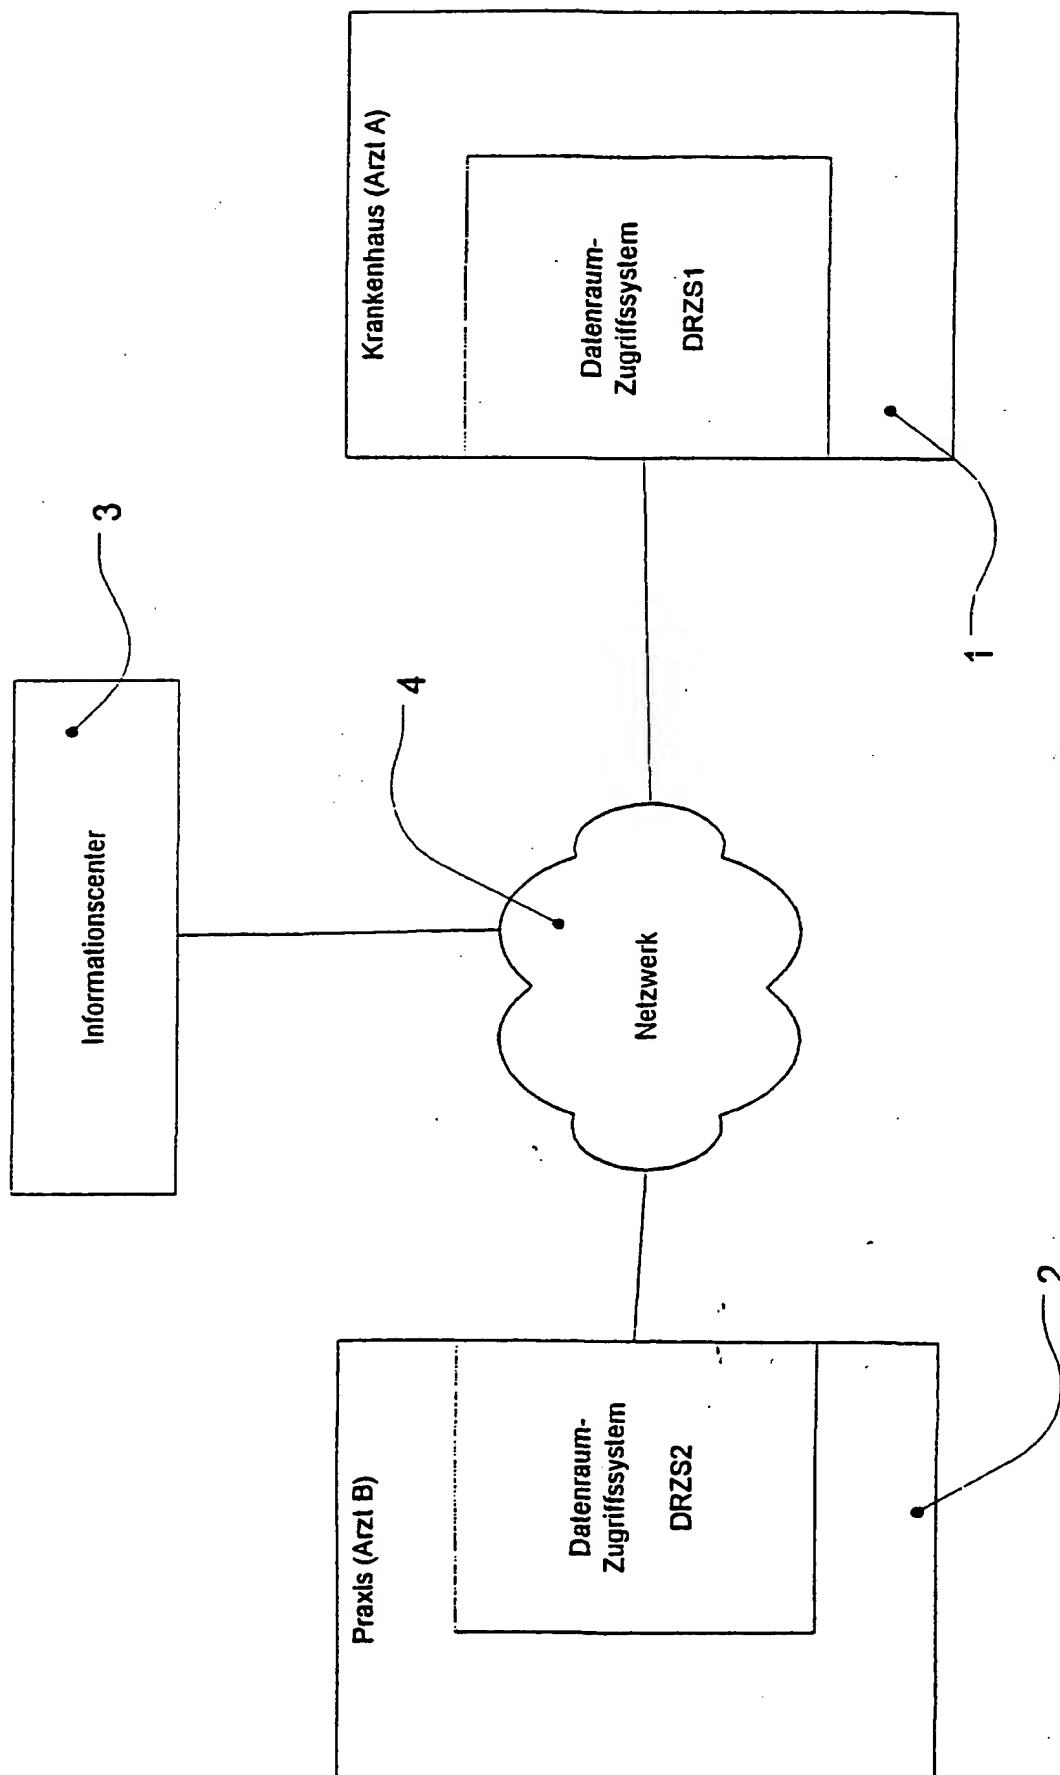 Informationscenter
3
4
Netzwerk
Praxis (Arzt B)
Datenraum-
Zugriffssystem
DRZS2
2
Krankenhaus (Arzt A)
Datenraum-
Zugriffssystem
DRZS1
1